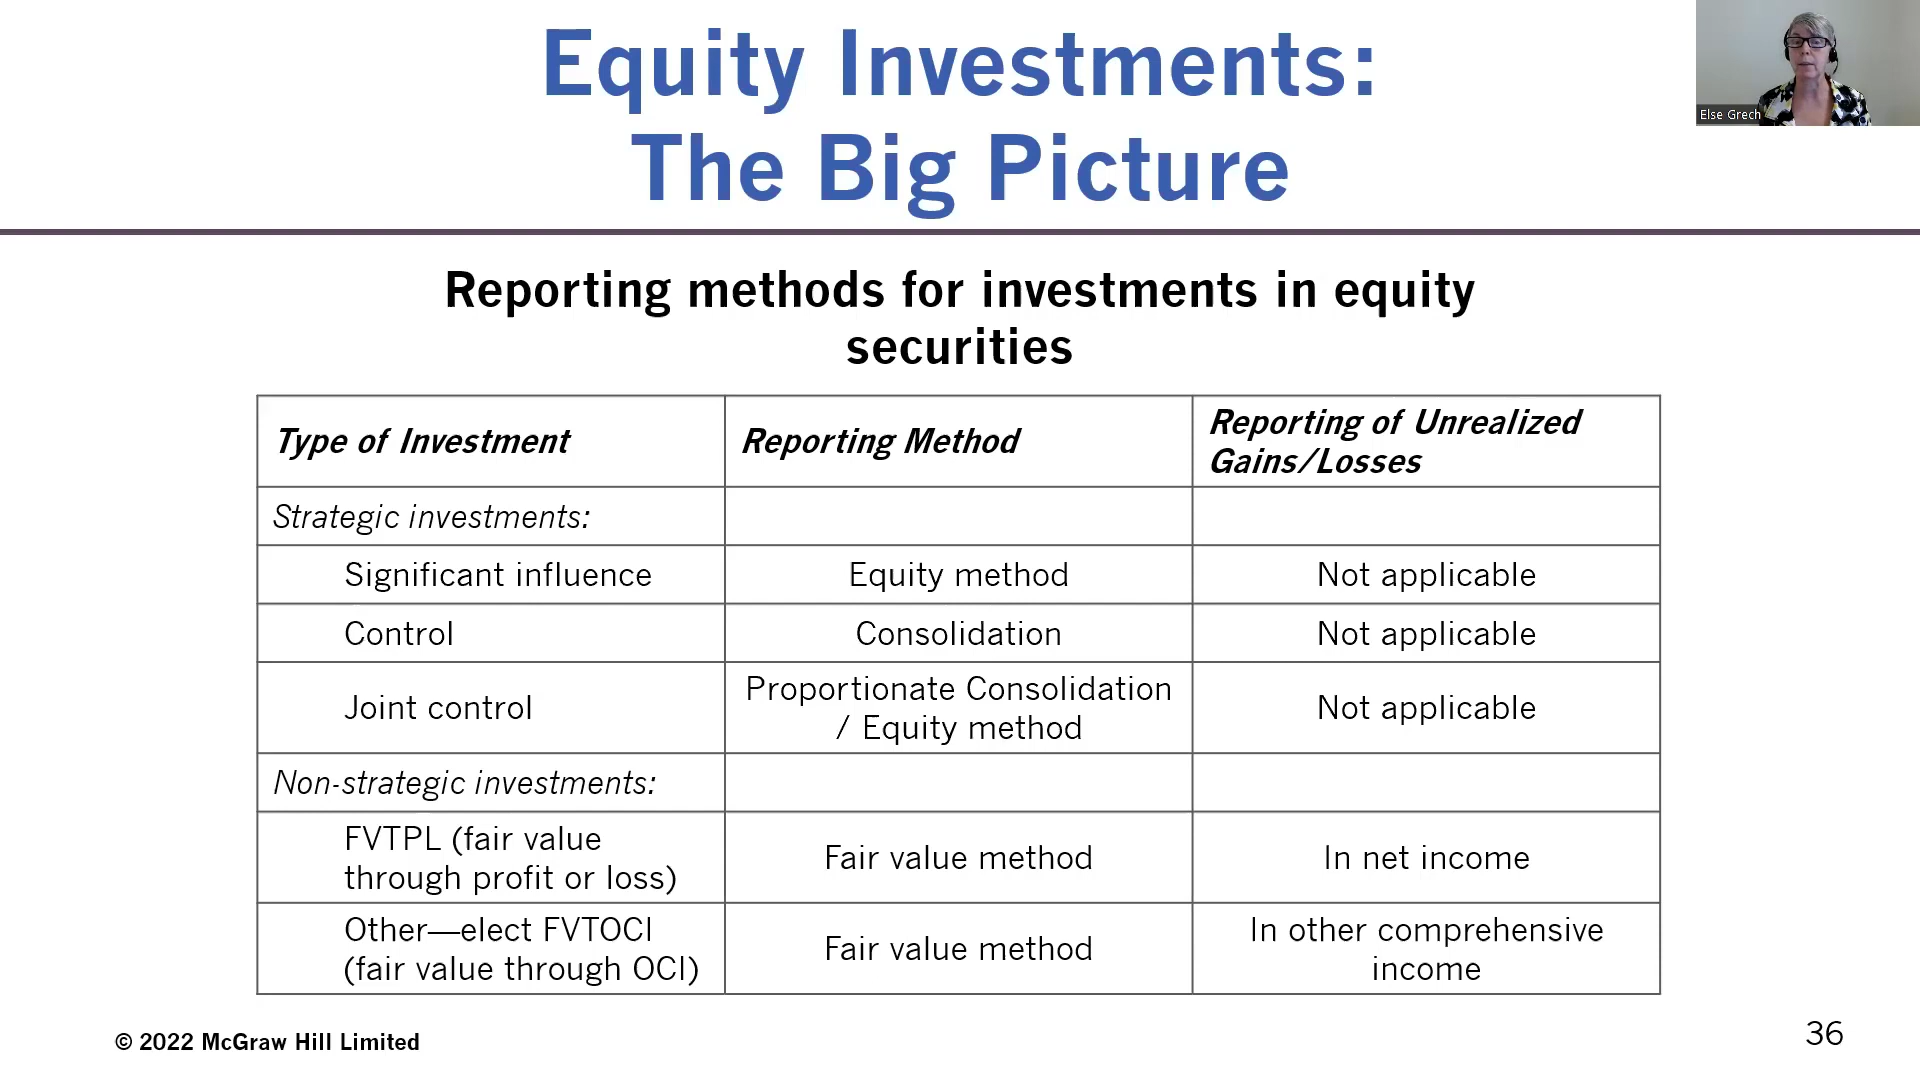 Equity Investments:
The Big Picture
Else Grech
Reporting methods for investments in equity
securities
Type of Investment
Reporting Method
Reporting of Unrealized
Gains/Losses
Strategic investments:
Significant influence
Equity method
Not applicable
Control
Consolidation
Not applicable
Joint control
Proportionate Consolidation
/ Equity method
Not applicable
Non-strategic investments:
FVTPL (fair value
through profit or loss)
Fair value method
In net income
Other—elect FVTOCI
(fair value through OCI)
Fair value method
In other comprehensive
income
© 2022 McGraw Hill Limited
36